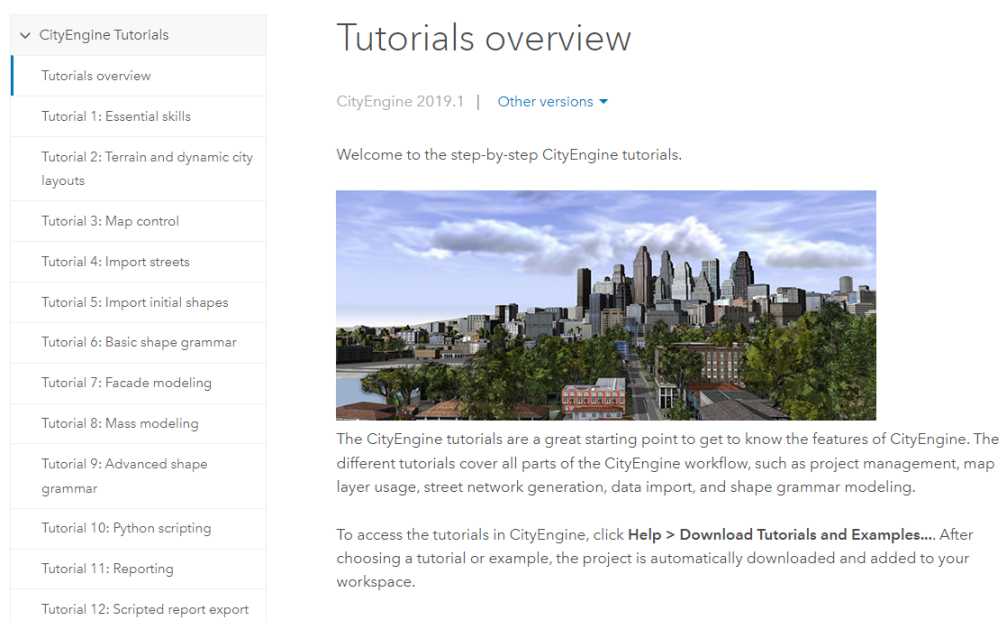 CityEngine Tutorials
Tutorials overview
Tutorial 1: Essential skills
Tutorial 2: Terrain and dynamic city
layouts
Tutorial 3: Map control
Tutorial 4: Import streets
Tutorial 5: Import initial shapes
Tutorial 6: Basic shape grammar
Tutorial 7: Facade modeling
Tutorial 8: Mass modeling
Tutorial 9: Advanced shape
grammar
Tutorial 10: Python scripting
Tutorial 11: Reporting
Tutorial 12: Scripted report export
Tutorials overview
CityEngine 2019.1 | Other versions
Welcome to the step-by-step CityEngine tutorials.
The CityEngine tutorials are a great starting point to get to know the features of CityEngine. The
different tutorials cover all parts of the CityEngine workflow, such as project management, map
layer usage, street network generation, data import, and shape grammar modeling.
To access the tutorials in CityEngine, click Help > Download Tutorials and Examples.... After
choosing a tutorial or example, the project is automatically downloaded and added to your
workspace.